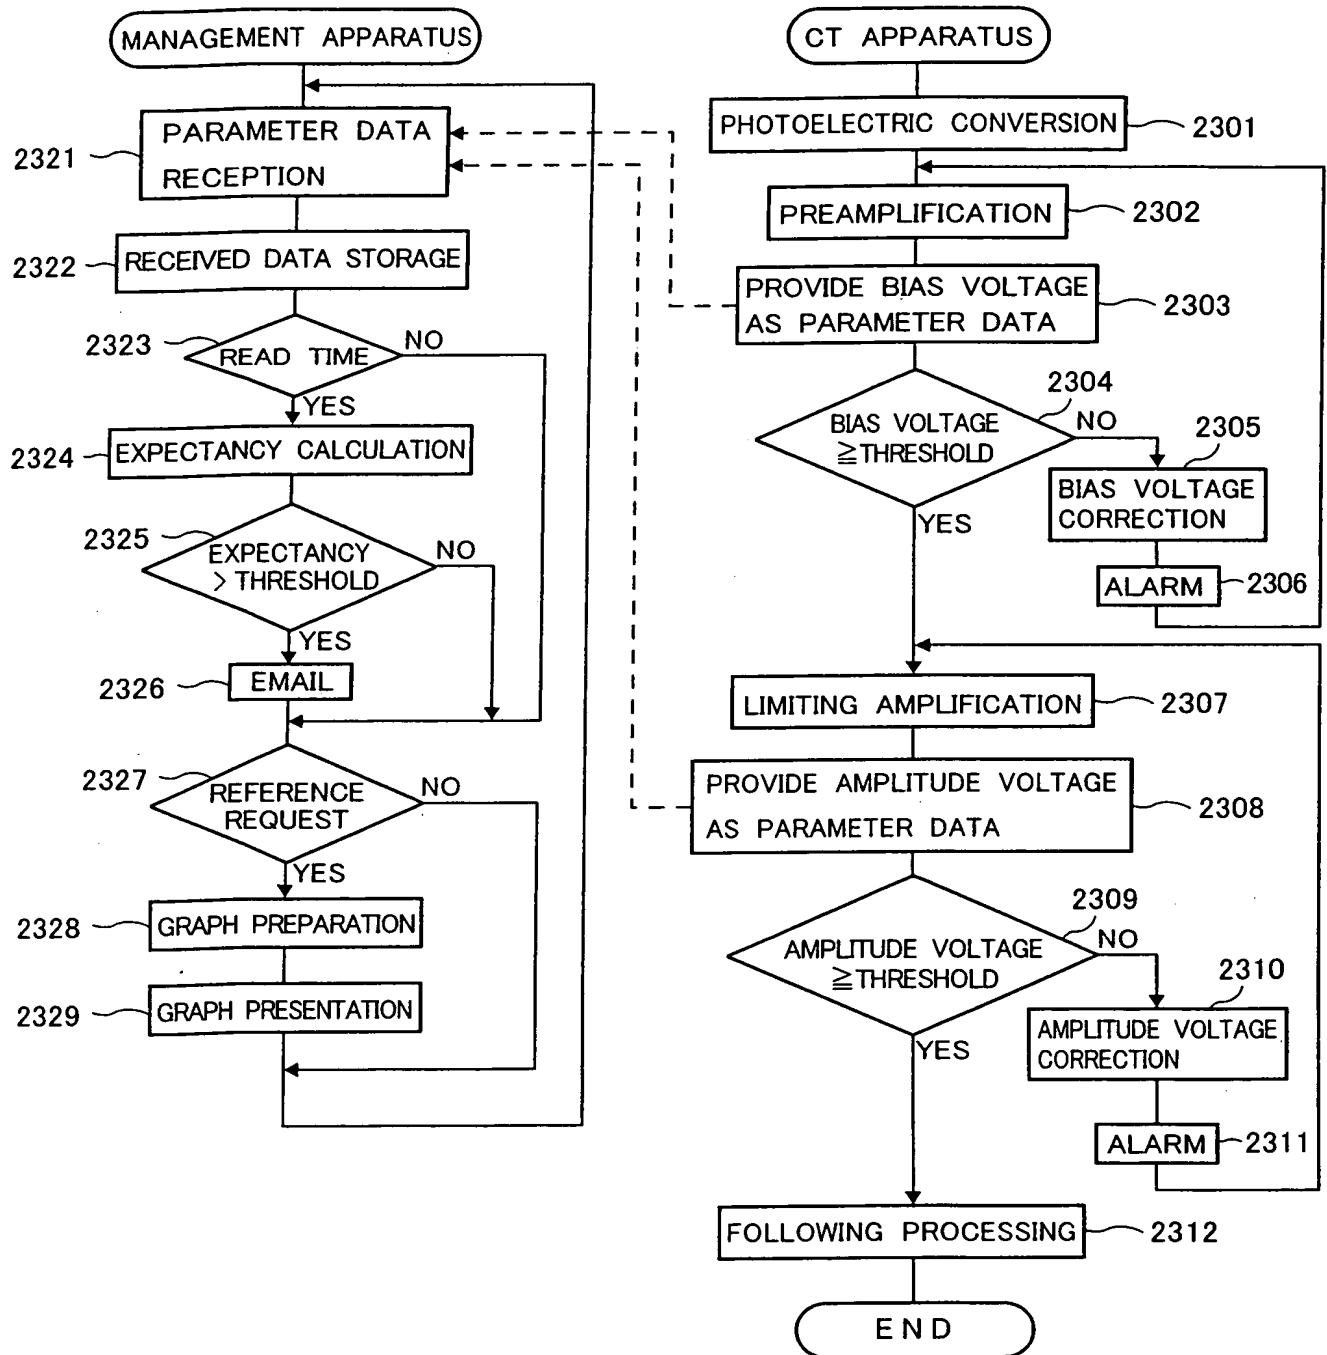 MANAGEMENT APPARATUS
PARAMETER DATA
RECEPTION
2321
RECEIVED DATA STORAGE
2322
2323
READ TIME
NO
YES
EXPECTANCY CALCULATION
2324
2325
EXPECTANCY
> THRESHOLD
NO
YES
EMAIL
2326
2327
REFERENCE
REQUEST
NO
YES
GRAPH PREPARATION
2328
GRAPH PRESENTATION
2329
CT APPARATUS
PHOTOELECTRIC CONVERSION
2301
PREAMPLIFICATION
2302
PROVIDE BIAS VOLTAGE
AS PARAMETER DATA
2303
2304
BIAS VOLTAGE
≧THRESHOLD
NO
YES
2305
BIAS VOLTAGE
CORRECTION
ALARM
2306
LIMITING AMPLIFICATION
2307
PROVIDE AMPLITUDE VOLTAGE
AS PARAMETER DATA
2308
2309
AMPLITUDE VOLTAGE
≧THRESHOLD
NO
YES
2310
AMPLITUDE VOLTAGE
CORRECTION
ALARM
2311
FOLLOWING PROCESSING
2312
END